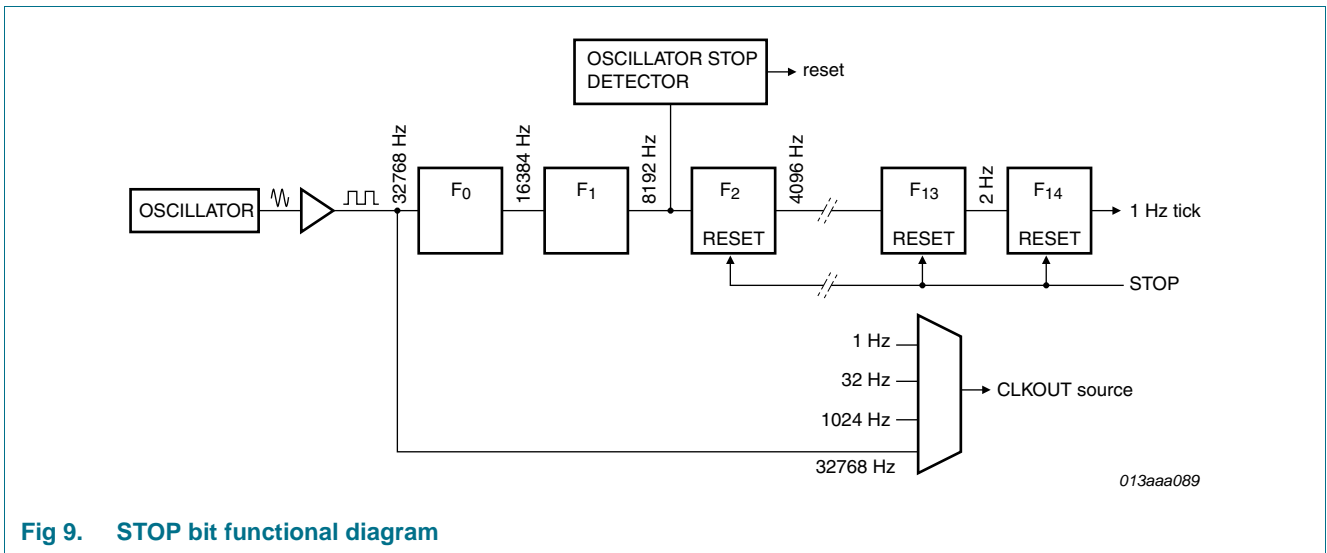 OSCILLATOR STOP
DETECTOR
reset
32768 Hz
16384 Hz
8192 Hz
4096 Hz
2 Hz
OSCILLATOR
F0
F1
F2
RESET
F13
RESET
F14
RESET
1 Hz tick
STOP
1 Hz
32 Hz
1024 Hz
32768 Hz
CLKOUT source
013aaa089
Fig 9. STOP bit functional diagram